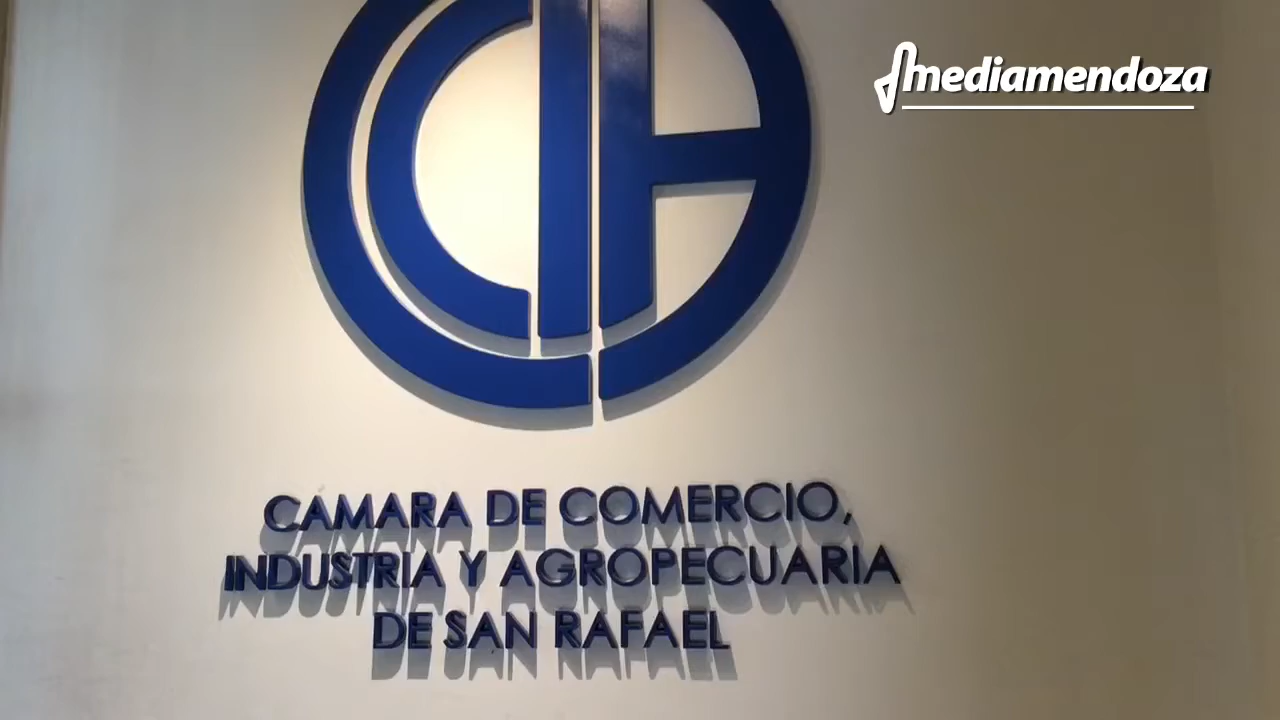 mediamendoza
CAMARA DE COMERCIO,
INDUSTRIA Y AGROPECUARIA
DE SAN RAFAEL